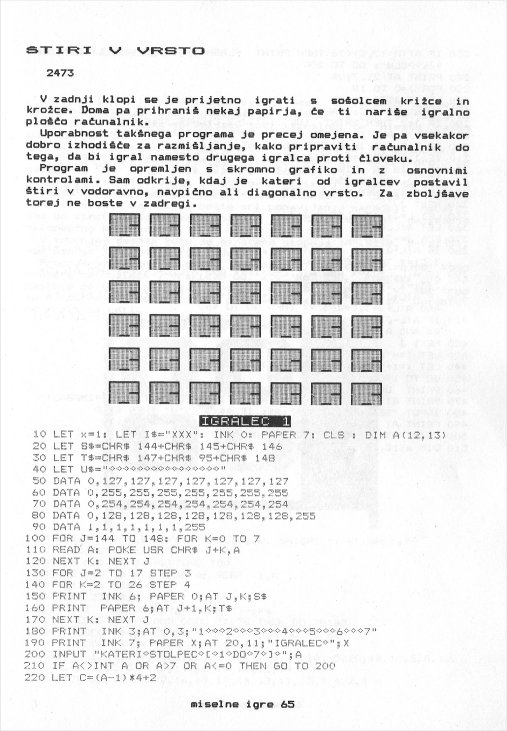 STIRI V VRSTO
2473
V zadnji klopi se je prijetno igrati s sošolcem križce in
krožce. Doma pa prihraniš nekaj papirja, če ti nariše igralno
ploščo računalnik.
Uporabnost takšnega programa je precej omejena. Je pa vsekakor
dobro izhodišče za razmišljanje, kako pripraviti računalnik do
tega, da bi igral namesto drugega igralca proti človeku.
Program je opremljen s skromno grafiko in z osnovnimi
kontrolami. Sam odkrije, kdaj je kateri od igralcev postavil
štiri v vodoravno, navpično ali diagonalno vrsto. Za zboljšave
torej ne boste v zadregi.
IGRALEC 1
10 LET x=1: LET I$="XXX": INK 0: PAPER 7: CLS : DIM A(12,13)
20 LET S$=CHR$ 144+CHR$ 145+CHR$ 146
30 LET T$=CHR$ 147+CHR$ 95+CHR$ 148
40 LET U$="◇◇◇◇◇◇◇◇◇◇◇◇◇◇◇◇◇"
50 DATA 0,127,127,127,127,127,127,127
60 DATA 0,255,255,255,255,255,255,255
70 DATA 0,254,254,254,254,254,254,254
80 DATA 0,128,128,128,128,128,128,128,255
90 DATA 1,1,1,1,1,1,1,255
100 FOR J=144 TO 148: FOR K=0 TO 7
110 READ A: POKE USR CHR$ J+K,A
120 NEXT K: NEXT J
130 FOR J=2 TO 17 STEP 3
140 FOR K=2 TO 26 STEP 4
150 PRINT INK 6; PAPER 0;AT J,K;S$
160 PRINT PAPER 6;AT J+1,K;T$
170 NEXT K: NEXT J
180 PRINT INK 3;AT 0,3;"1◇◇◇2◇◇◇3◇◇◇4◇◇◇5◇◇◇6◇◇◇7"
190 PRINT INK 7; PAPER X;AT 20,11;"IGRALEC◇";X
200 INPUT "KATERI◇STOLPEC◇[◇1◇DO◇7◇]◇";A
210 IF A<>INT A OR A>7 OR A<=0 THEN GO TO 200
220 LET C=(A-1)*4+2
miselne igre 65